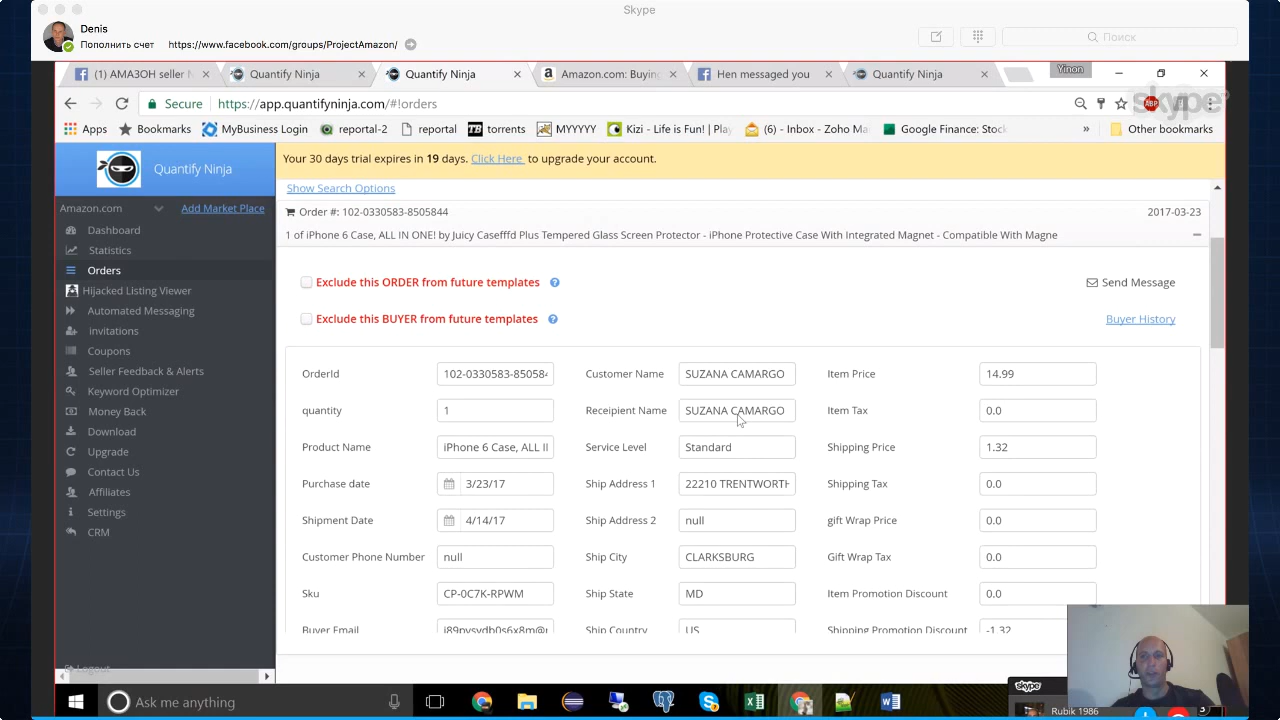 Skype
Denis
Пополнить счет https://www.facebook.com/groups/ProjectAmazon/
Поиск
(1) АМАЗОН seller Quantify Ninja Quantify Ninja Amazon.com: Buying Hen messaged you Quantify Ninja Yinon
Secure https://app.quantifyninja.com/#!orders ABP
skype
Apps Bookmarks MyBusiness Login reportal-2 reportal torrents MYYYYY Kizi - Life is Fun! | Play (6) - Inbox - Zoho Ma Google Finance: Stock » Other bookmarks
Quantify Ninja
Your 30 days trial expires in 19 days. Click Here to upgrade your account.
Show Search Options
Amazon.com Add Market Place
Dashboard
Statistics
Orders
Hijacked Listing Viewer
Automated Messaging
invitations
Coupons
Seller Feedback & Alerts
Keyword Optimizer
Money Back
Download
Upgrade
Contact Us
Affiliates
Settings
CRM
Logout
Order #: 102-0330583-8505844 2017-03-23
1 of iPhone 6 Case, ALL IN ONE! by Juicy Casefffd Plus Tempered Glass Screen Protector - iPhone Protective Case With Integrated Magnet - Compatible With Magne
Exclude this ORDER from future templates Send Message
Exclude this BUYER from future templates Buyer History
OrderId 102-0330583-85058 Customer Name SUZANA CAMARGO Item Price 14.99
quantity 1 Receipient Name SUZANA CAMARGO Item Tax 0.0
Product Name iPhone 6 Case, ALL II Service Level Standard Shipping Price 1.32
Purchase date 3/23/17 Ship Address 1 22210 TRENTWORTH Shipping Tax 0.0
Shipment Date 4/14/17 Ship Address 2 null gift Wrap Price 0.0
Customer Phone Number null Ship City CLARKSBURG Gift Wrap Tax 0.0
Sku CP-0C7K-RPWM Ship State MD Item Promotion Discount 0.0
Buyer Email Ship Country US Shipping Promotion Discount -1.32
skype
Rubik 1986
Ask me anything